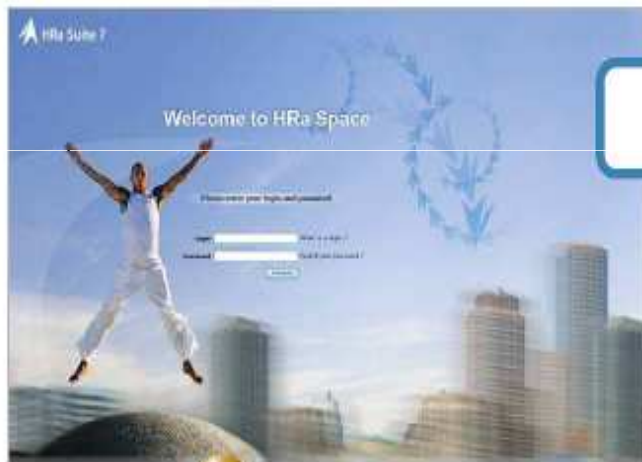 HRa Suite 7
Welcome to HRa Space
Please enter your login and password
Login
Password